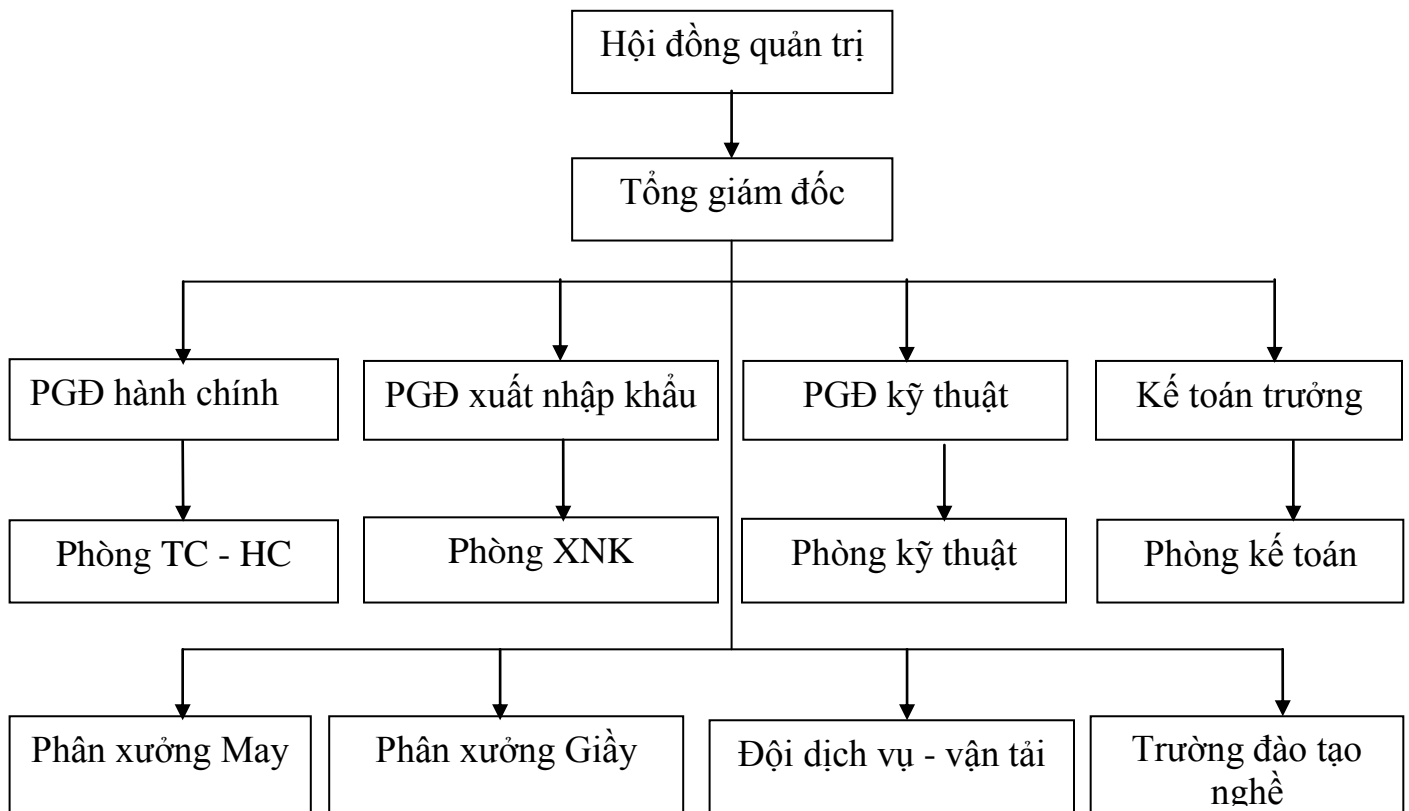 Hội đồng quản trị
Tổng giám đốc
PGĐ hành chính
PGĐ xuất nhập khẩu
PGĐ kỹ thuật
Kế toán trưởng
Phòng TC - HC
Phòng XNK
Phòng kỹ thuật
Phòng kế toán
Phân xưởng May
Phân xưởng Giầy
Đội dịch vụ - vận tải
Trường đào tạo
nghề